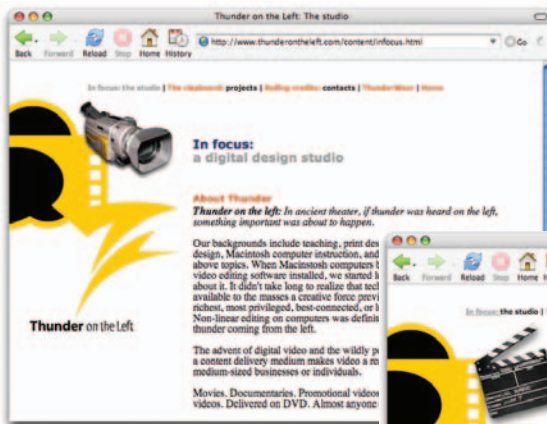 Thunder on the Left: The studio
Back Forward Reload Stop Home History http://www.thunderontheleft.com/content/infocus.html Go
In focus: the studio | The clapboard: projects | Rolling credits: contacts | ThunderWear | Home
In focus:
a digital design studio
About Thunder
Thunder on the left: In ancient theater, if thunder was heard on the left,
something important was about to happen.
Our backgrounds include teaching, print des
design, Macintosh computer instruction, and
above topics. When Macinstosh computers b
video editing software installed, we started l
about it. It didn't take long to realize that tech
available to the masses a creative force previ
richest, most privileged, best-connected, or l
Non-linear editing on computers was definit
thunder coming from the left.
Thunder on the Left
The advent of digital video and the wildly p
a content delivery medium makes video a re
medium-sized businesses or individuals.
Movies. Documentaries. Promotional videos
videos. Delivered on DVD. Almost anyone
Back Forward Reload Stop Home
In focus: the studio |